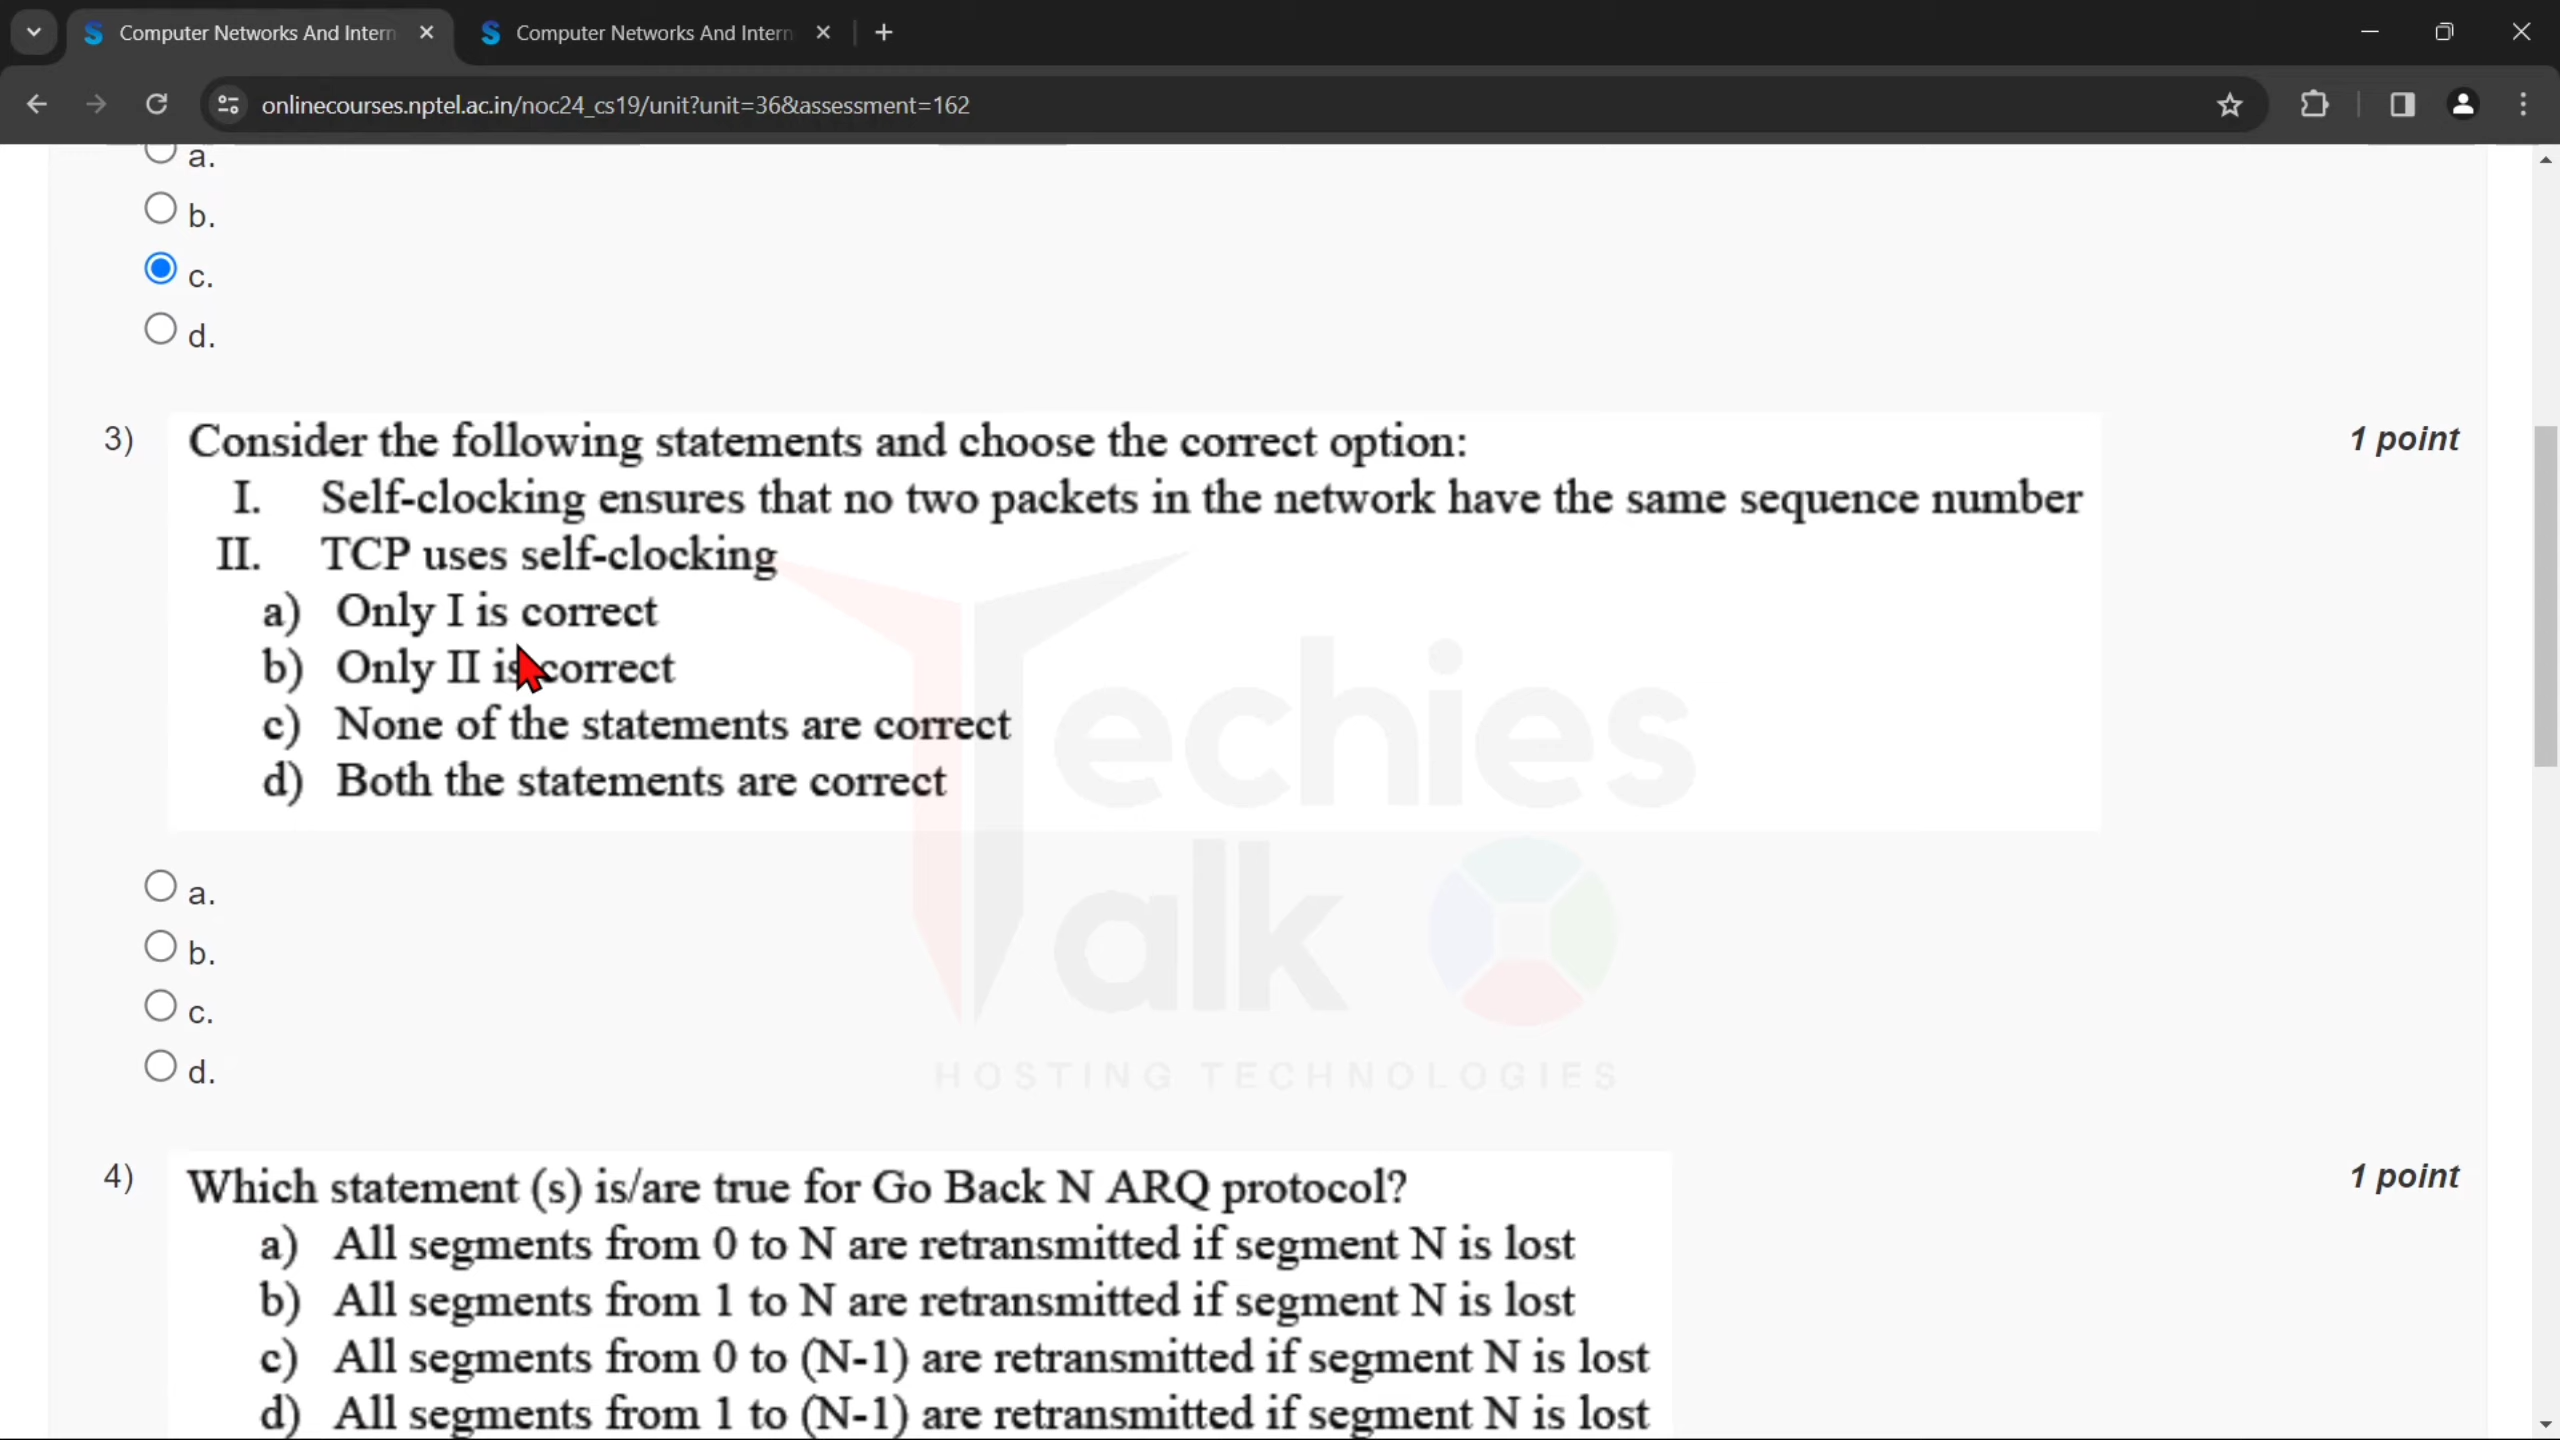 Computer Networks And Intern
Computer Networks And Intern
onlinecourses.nptel.ac.in/noc24_cs19/unit?unit=36&assessment=162
a.
b.
c.
d.
3) Consider the following statements and choose the correct option: 1 point
I. Self-clocking ensures that no two packets in the network have the same sequence number
II. TCP uses self-clocking
a) Only I is correct
b) Only II is correct
c) None of the statements are correct
d) Both the statements are correct
Techies
Talk
HOSTING TECHNOLOGIES
a.
b.
c.
d.
4) Which statement (s) is/are true for Go Back N ARQ protocol? 1 point
a) All segments from 0 to N are retransmitted if segment N is lost
b) All segments from 1 to N are retransmitted if segment N is lost
c) All segments from 0 to (N-1) are retransmitted if segment N is lost
d) All segments from 1 to (N-1) are retransmitted if segment N is lost